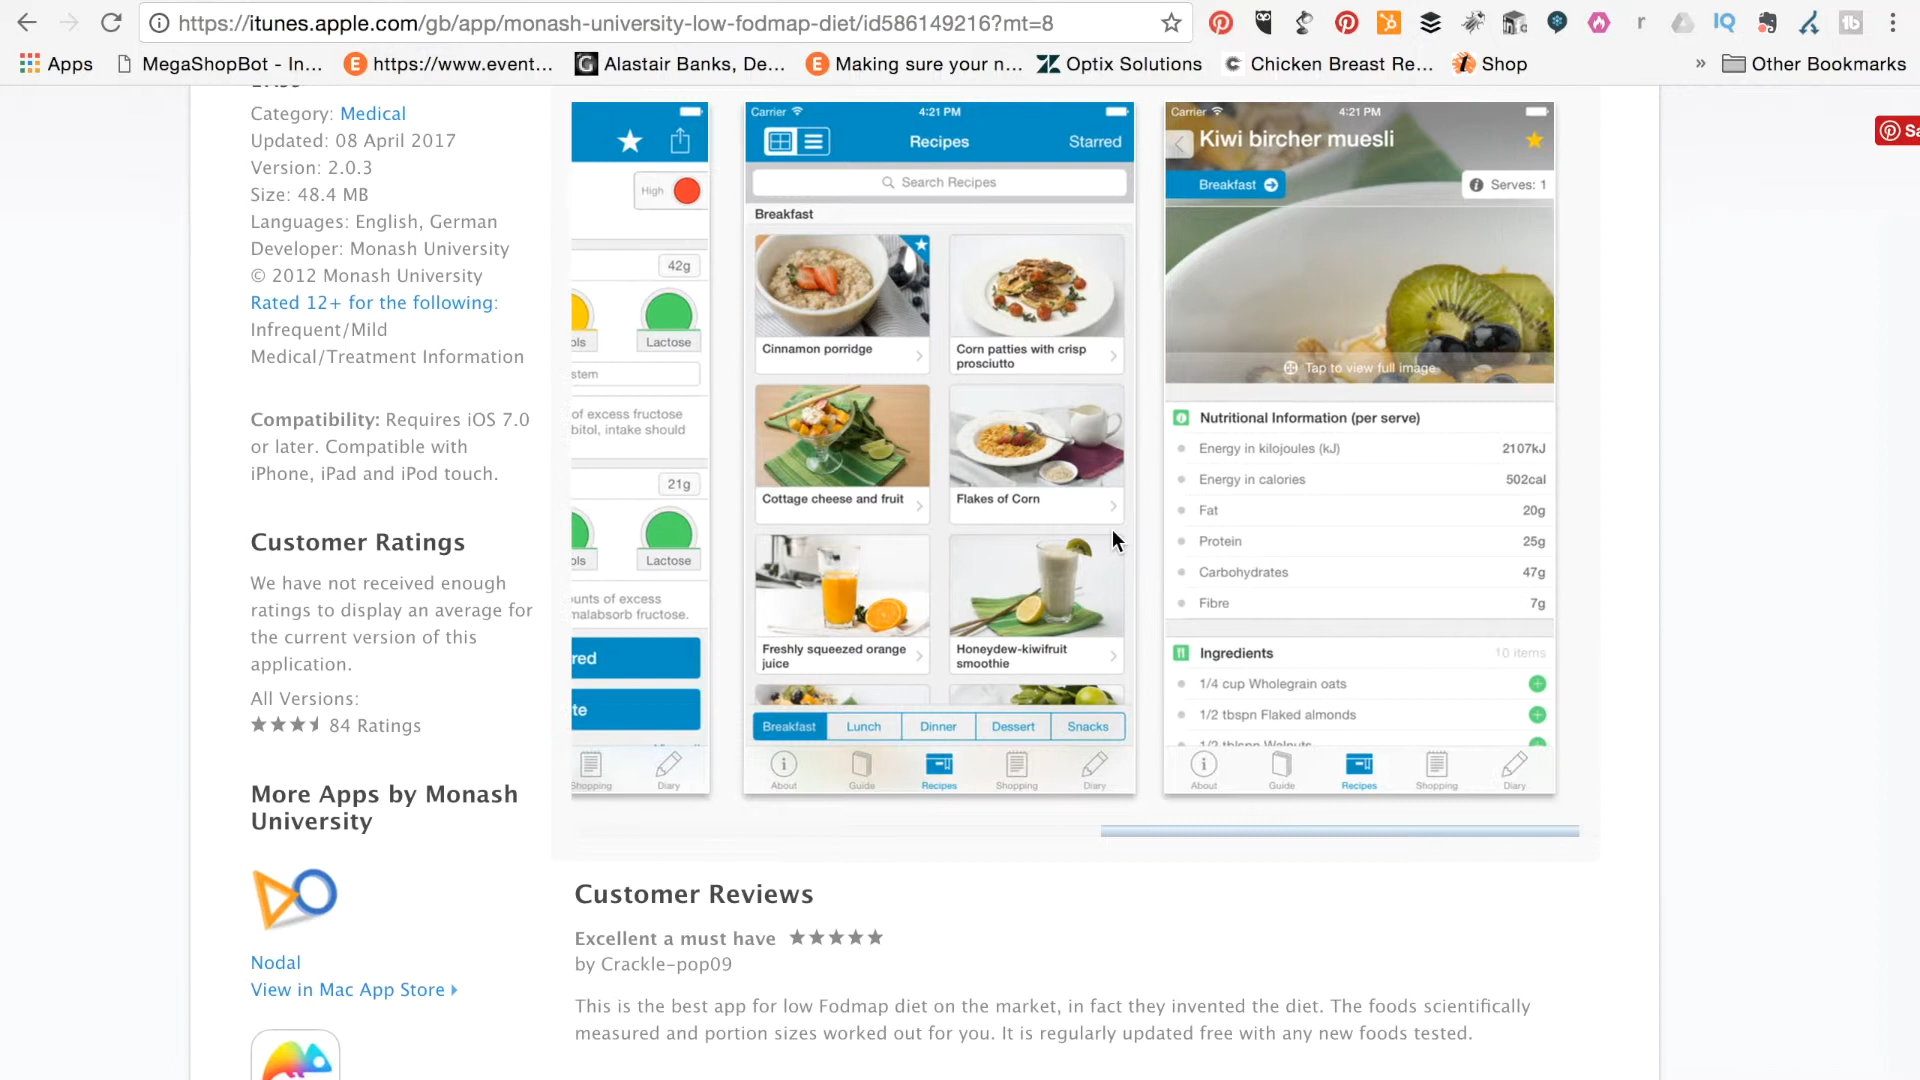 https://itunes.apple.com/gb/app/monash-university-low-fodmap-diet/id586149216?mt=8
Apps
MegaShopBot - In...
https://www.event...
Alastair Banks, De...
Making sure your n...
Optix Solutions
Chicken Breast Re...
Shop
»
Other Bookmarks
Category: Medical
Updated: 08 April 2017
Version: 2.0.3
Size: 48.4 MB
Languages: English, German
Developer: Monash University
© 2012 Monash University
Rated 12+ for the following:
Infrequent/Mild
Medical/Treatment Information
Compatibility: Requires iOS 7.0
or later. Compatible with
iPhone, iPad and iPod touch.
Customer Ratings
We have not received enough
ratings to display an average for
the current version of this
application.
All Versions:
84 Ratings
More Apps by Monash
University
Nodal
View in Mac App Store
High
42g
ols
Lactose
stem
of excess fructose
bitol, intake should
21g
ols
Lactose
unts of excess
malabsorb fructose.
red
te
Shopping
Diary
Carrier
4:21 PM
Recipes
Starred
Search Recipes
Breakfast
Cinnamon porridge
Corn patties with crisp
prosciutto
Cottage cheese and fruit
Flakes of Corn
Freshly squeezed orange
juice
Honeydew-kiwifruit
smoothie
Breakfast
Lunch
Dinner
Dessert
Snacks
About
Guide
Recipes
Shopping
Diary
Carrier
4:21 PM
Kiwi bircher muesli
Breakfast
Serves: 1
Tap to view full image
Nutritional Information (per serve)
Energy in kilojoules (kJ) 2107kJ
Energy in calories 502cal
Fat 20g
Protein 25g
Carbohydrates 47g
Fibre 7g
Ingredients 10 items
1/4 cup Wholegrain oats
1/2 tbspn Flaked almonds
About
Guide
Recipes
Shopping
Diary
Sa
IQ
r
Customer Reviews
Excellent a must have
by Crackle-pop09
This is the best app for low Fodmap diet on the market, in fact they invented the diet. The foods scientifically
measured and portion sizes worked out for you. It is regularly updated free with any new foods tested.